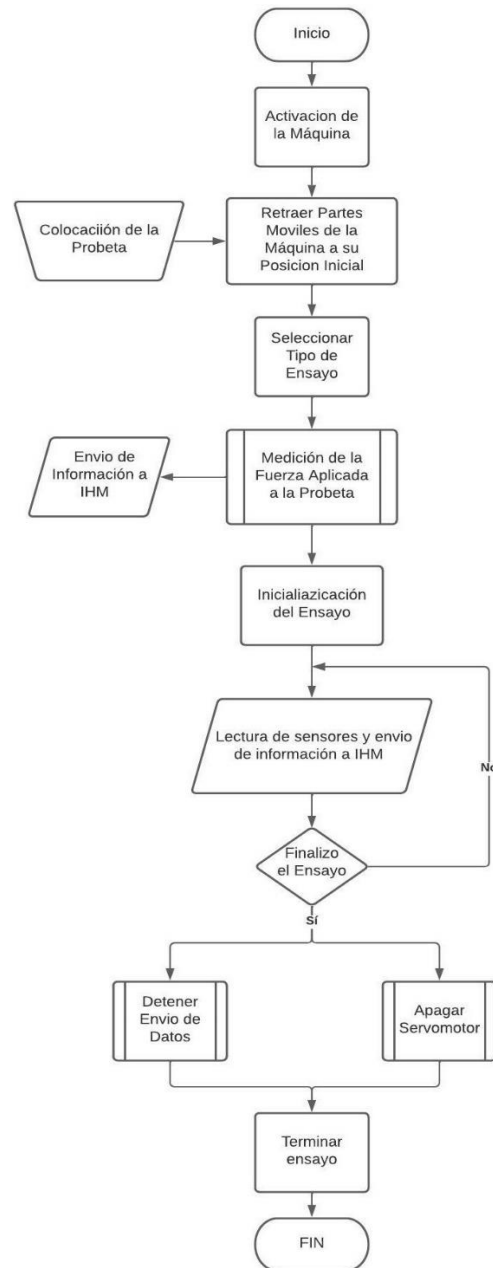 Inicio
Activacion de
la Máquina
Colocaciión de la
Probeta
Retraer Partes
Moviles de la
Máquina a su
Posicion Inicial
Seleccionar
Tipo de
Ensayo
Envio de
Información a
IHM
Medición de la
Fuerza Aplicada
a la Probeta
Inicialiazicación
del Ensayo
Lectura de sensores y envio
de información a IHM
No
Finalizo
el Ensayo
Sí
Detener
Envio de
Datos
Apagar
Servomotor
Terminar
ensayo
FIN